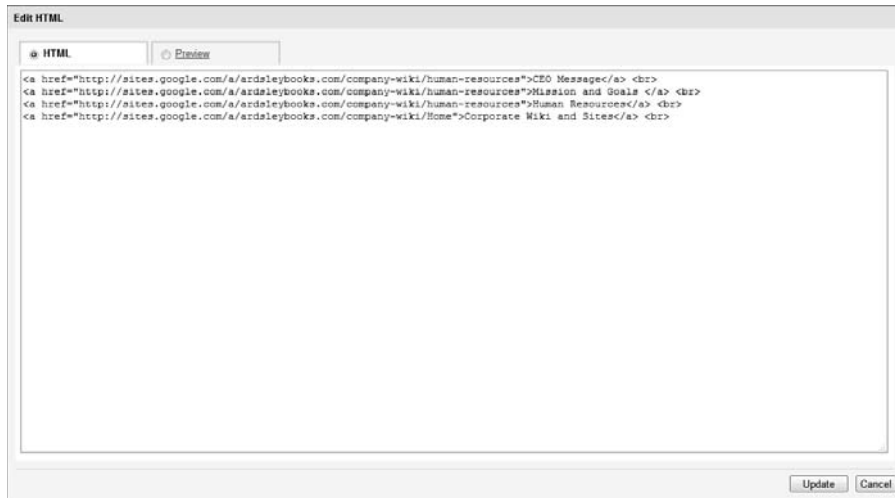 Edit HTML
HTML Preview
<a href="http://sites.google.com/a/ardsleybooks.com/company-wiki/human-resources">CEO Message</a> <br>
<a href="http://sites.google.com/a/ardsleybooks.com/company-wiki/human-resources">Mission and Goals </a> <br>
<a href="http://sites.google.com/a/ardsleybooks.com/company-wiki/human-resources">Human Resources</a> <br>
<a href="http://sites.google.com/a/ardsleybooks.com/company-wiki/Home">Corporate Wiki and Sites</a> <br>
Update Cancel